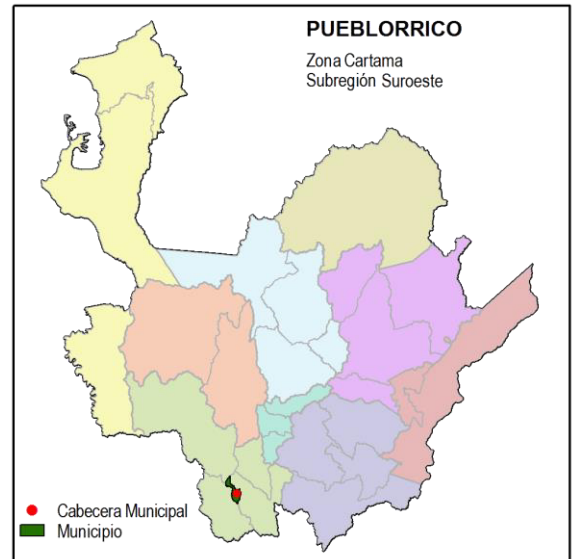 PUEBLORRICO
Zona Cartama
Subregión Suroeste
Cabecera Municipal
Municipio